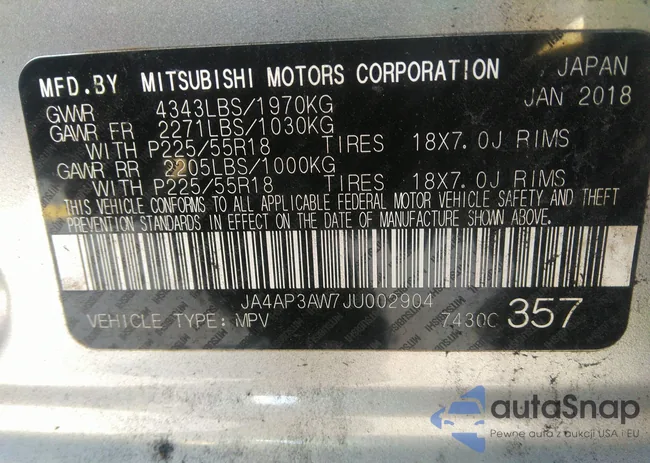 MFD.BY MITSUBISHI MOTORS CORPORATION / JAPAN
GVWR 4343LBS/1970KG JAN 2018
GAWR FR 2271LBS/1030KG
WITH P225/55R18 TIRES 18X7.0J RIMS
GAWR RR 2205LBS/1000KG
WITH P225/55R18 TIRES 18X7.0J RIMS
THIS VEHICLE CONFORMS TO ALL APPLICABLE FEDERAL MOTOR VEHICLE SAFETY AND THEFT
PREVENTION STANDARDS IN EFFECT ON THE DATE OF MANUFACTURE SHOWN ABOVE.
JA4AP3AW7JU002904
VEHICLE TYPE: MPV 7430C 357
autaSnap
Pewne auta z aukcji USA i EU